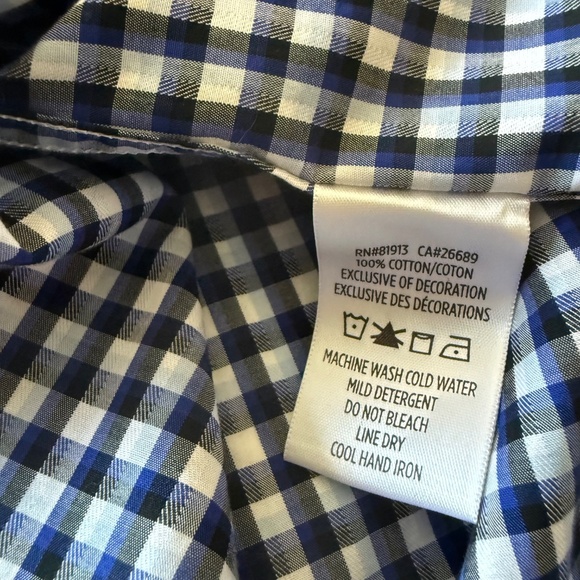 RN#81913 CA#26689
100% COTTON/COTON
EXCLUSIVE OF DECORATION
EXCLUSIVE DES DÉCORATIONS
MACHINE WASH COLD WATER
MILD DETERGENT
DO NOT BLEACH
LINE DRY
COOL HAND IRON